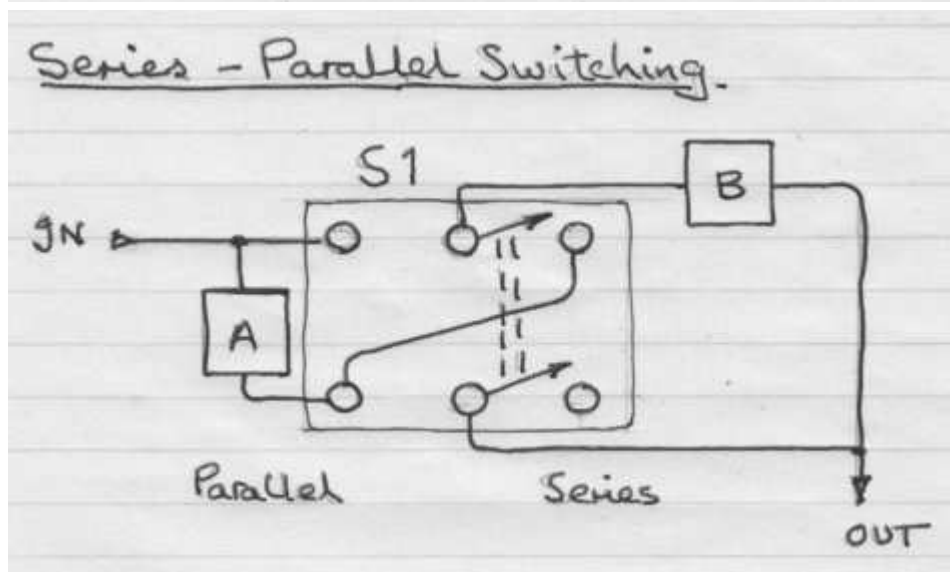 Series - Parallel Switching.
S1
B
IN
A
Parallel
Series
OUT